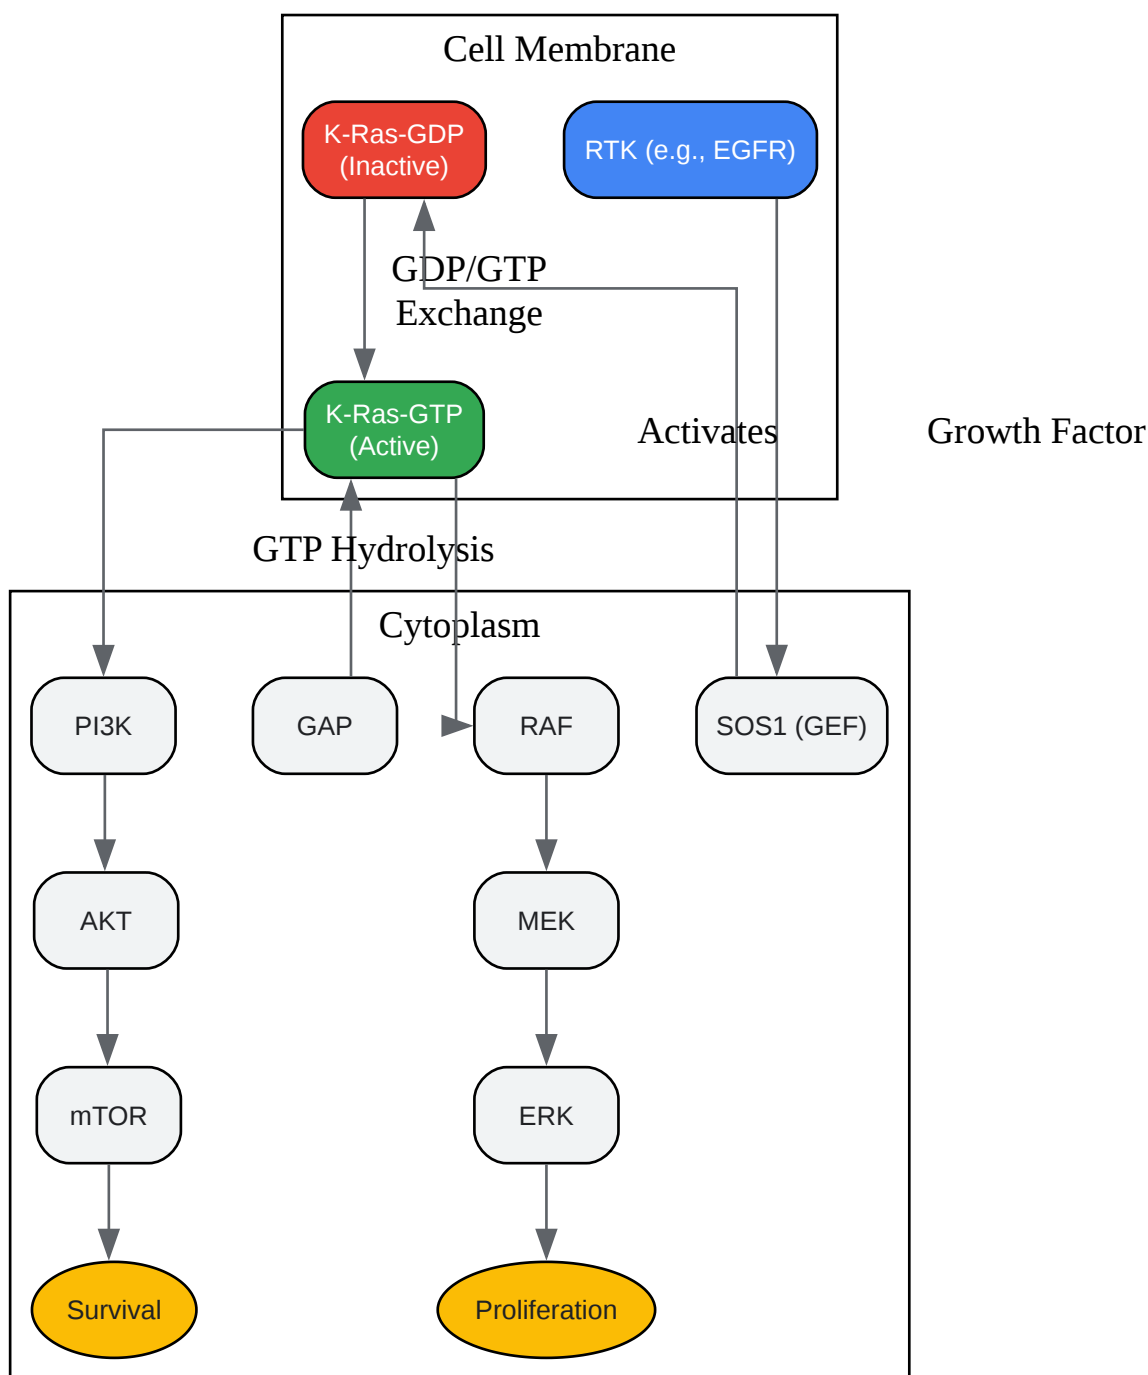 Cell Membrane
K-Ras-GDP
(Inactive)
RTK (e.g., EGFR)
GDP/GTP
Exchange
K-Ras-GTP
(Active)
Activates
Growth Factor
GTP Hydrolysis
Cytoplasm
PI3K
GAP
RAF
SOS1 (GEF)
AKT
MEK
mTOR
ERK
Survival
Proliferation